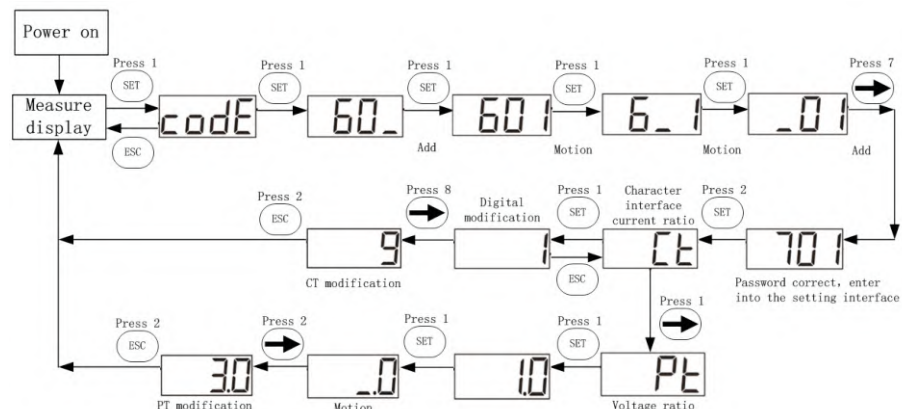 Power on
Press 1
SET
Press 1
SET
Press 1
SET
Press 1
SET
Press 1
SET
Press 7
Measure
display
codE
60_
601
6_1
_01
ESC
Add
Motion
Motion
Add
Press 2
ESC
Press 8
Digital
modification
Press 1
SET
Character
interface
current ratio
Press 2
SET
9
1
Ct
701
ESC
CT modification
Password correct, enter
into the setting interface
Press 1
Press 2
ESC
Press 2
Press 1
SET
Press 1
SET
3.0
_.0
1.0
Pt
PT modification
Motion
Voltage ratio